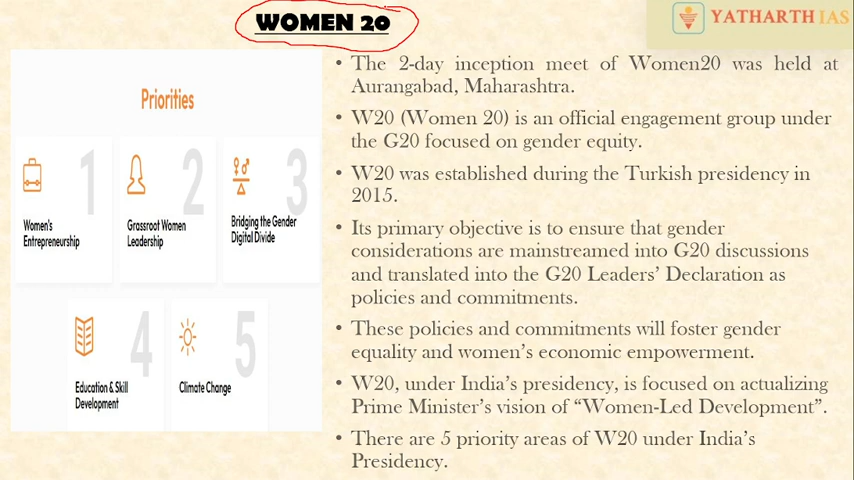 WOMEN 20
YATHARTH IAS
Priorities
1
Women's
Entrepreneurship
2
Grassroot Women
Leadership
3
Bridging the Gender
Digital Divide
4
Education & Skill
Development
5
Climate Change
• The 2-day inception meet of Women20 was held at
Aurangabad, Maharashtra.
• W20 (Women 20) is an official engagement group under
the G20 focused on gender equity.
• W20 was established during the Turkish presidency in
2015.
• Its primary objective is to ensure that gender
considerations are mainstreamed into G20 discussions
and translated into the G20 Leaders' Declaration as
policies and commitments.
• These policies and commitments will foster gender
equality and women's economic empowerment.
• W20, under India's presidency, is focused on actualizing
Prime Minister's vision of “Women-Led Development”.
• There are 5 priority areas of W20 under India's
Presidency.